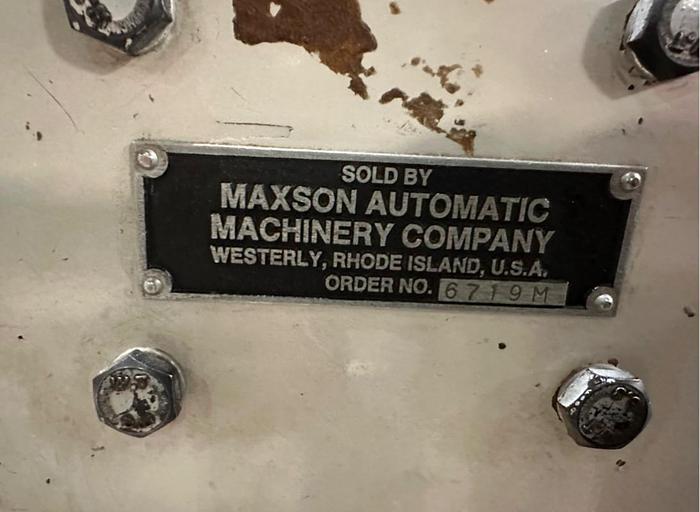 SOLD BY
MAXSON AUTOMATIC
MACHINERY COMPANY
WESTERLY, RHODE ISLAND, U.S.A.
ORDER NO. 6719M